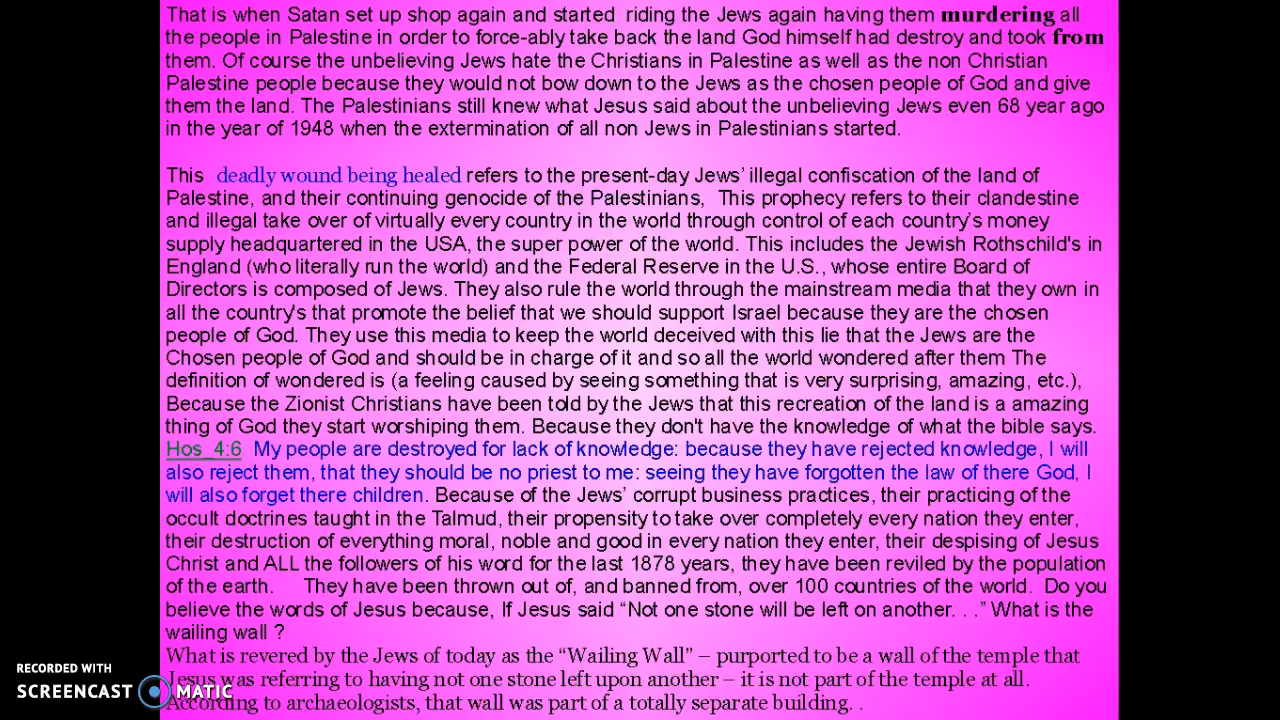 That is when Satan set up shop again and started riding the Jews again having them murdering all
the people in Palestine in order to force-ably take back the land God himself had destroy and took from
them. Of course the unbelieving Jews hate the Christians in Palestine as well as the non Christian
Palestine people because they would not bow down to the Jews as the chosen people of God and give
them the land. The Palestinians still knew what Jesus said about the unbelieving Jews even 68 year ago
in the year of 1948 when the extermination of all non Jews in Palestinians started.
This deadly wound being healed refers to the present-day Jews' illegal confiscation of the land of
Palestine, and their continuing genocide of the Palestinians, This prophecy refers to their clandestine
and illegal take over of virtually every country in the world through control of each country's money
supply headquartered in the USA, the super power of the world. This includes the Jewish Rothschild's in
England (who literally run the world) and the Federal Reserve in the U.S., whose entire Board of
Directors is composed of Jews. They also rule the world through the mainstream media that they own in
all the country's that promote the belief that we should support Israel because they are the chosen
people of God. They use this media to keep the world deceived with this lie that the Jews are the
Chosen people of God and should be in charge of it and so all the world wondered after them The
definition of wondered is (a feeling caused by seeing something that is very surprising, amazing, etc.),
Because the Zionist Christians have been told by the Jews that this recreation of the land is a amazing
thing of God they start worshiping them. Because they don't have the knowledge of what the bible says.
Hos_4:6 My people are destroyed for lack of knowledge: because they have rejected knowledge, I will
also reject them, that they should be no priest to me: seeing they have forgotten the law of there God, I
will also forget there children. Because of the Jews' corrupt business practices, their practicing of the
occult doctrines taught in the Talmud, their propensity to take over completely every nation they enter,
their destruction of everything moral, noble and good in every nation they enter, their despising of Jesus
Christ and ALL the followers of his word for the last 1878 years, they have been reviled by the population
of the earth. They have been thrown out of, and banned from, over 100 countries of the world. Do you
believe the words of Jesus because, If Jesus said “Not one stone will be left on another. . .” What is the
wailing wall ?
What is revered by the Jews of today as the “Wailing Wall” – purported to be a wall of the temple that
Jesus was referring to having not one stone left upon another – it is not part of the temple at all.
According to archaeologists, that wall was part of a totally separate building. .
RECORDED WITH
SCREENCAST MATIC